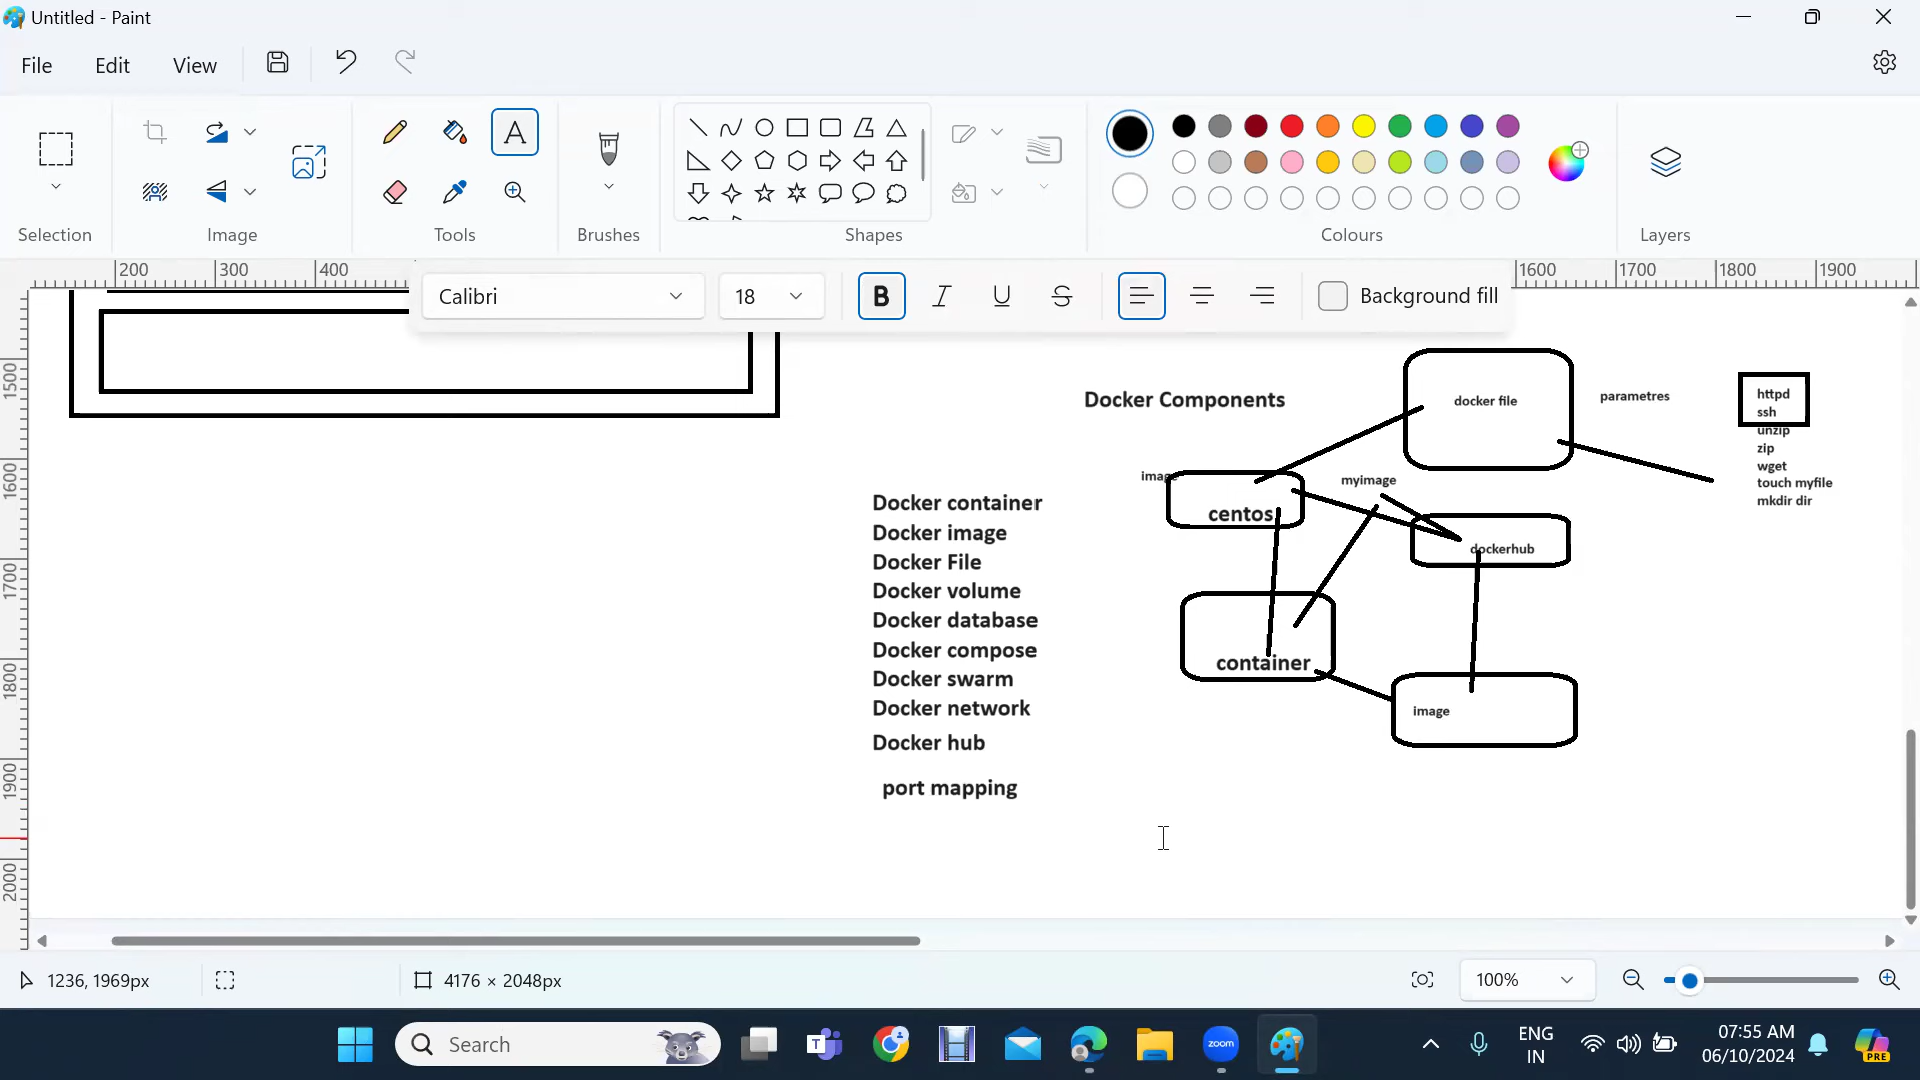 Untitled - Paint
File Edit View
Selection
Image
Tools
Brushes
Shapes
Colours
Layers
200 300 400 1600 1700 1800 1900
Calibri 18 B I U S Background fill
1500
1600
1700
1800
1900
2000
Docker Components
docker file
parametres
httpd
ssh
unzip
zip
wget
touch myfile
mkdir dir
image
myimage
centos
dockerhub
container
image
Docker container
Docker image
Docker File
Docker volume
Docker database
Docker compose
Docker swarm
Docker network
Docker hub
port mapping
1236, 1969px
4176 × 2048px
100%
Search
zoom
ENG
IN
07:55 AM
06/10/2024
PRE